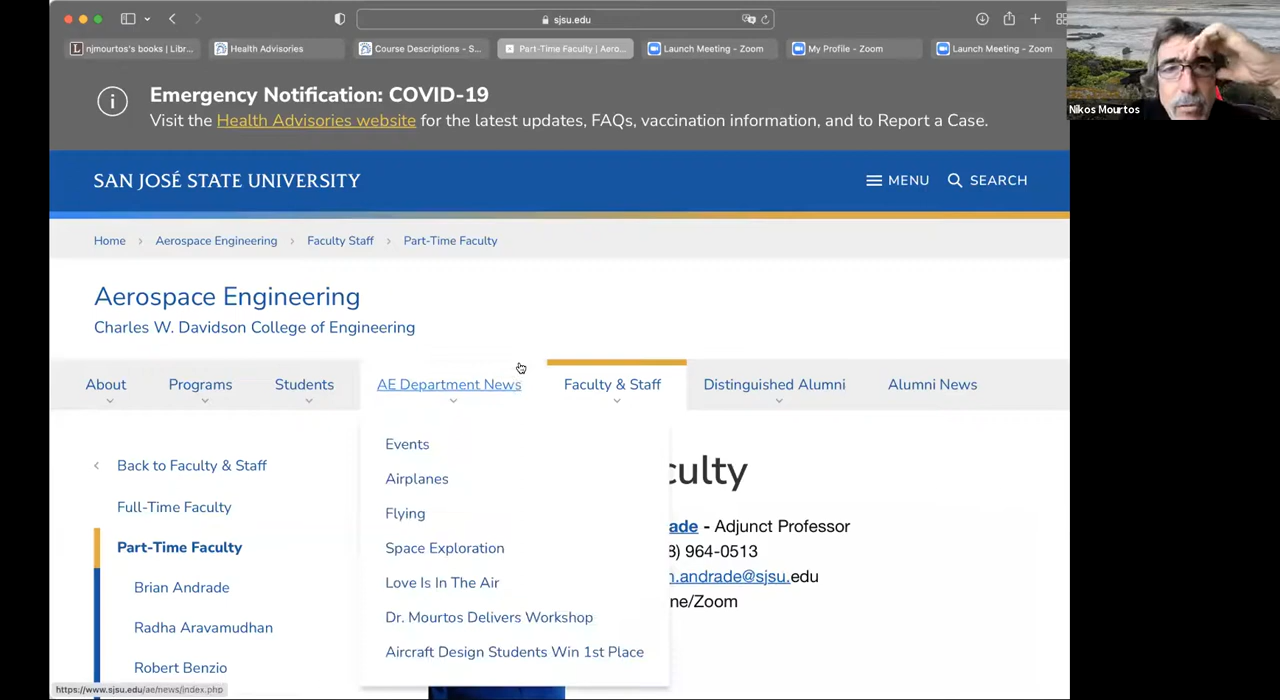 sjsu.edu
njmourtos's books | Libr...
Health Advisories
Course Descriptions - S...
Part-Time Faculty | Aero...
Launch Meeting - Zoom
My Profile - Zoom
Launch Meeting - Zoom
Nikos Mourtos
Emergency Notification: COVID-19
Visit the Health Advisories website for the latest updates, FAQs, vaccination information, and to Report a Case.
SAN JOSÉ STATE UNIVERSITY
MENU
SEARCH
Home > Aerospace Engineering > Faculty Staff > Part-Time Faculty
Aerospace Engineering
Charles W. Davidson College of Engineering
About
Programs
Students
AE Department News
Faculty & Staff
Distinguished Alumni
Alumni News
Events
Airplanes
Flying
Space Exploration
Love Is In The Air
Dr. Mourtos Delivers Workshop
Aircraft Design Students Win 1st Place
Back to Faculty & Staff
Full-Time Faculty
Part-Time Faculty
Brian Andrade
Radha Aravamudhan
Robert Benzio
culty
ade - Adjunct Professor
8) 964-0513
n.andrade@sjsu.edu
ne/Zoom
https://www.sjsu.edu/ae/news/index.php